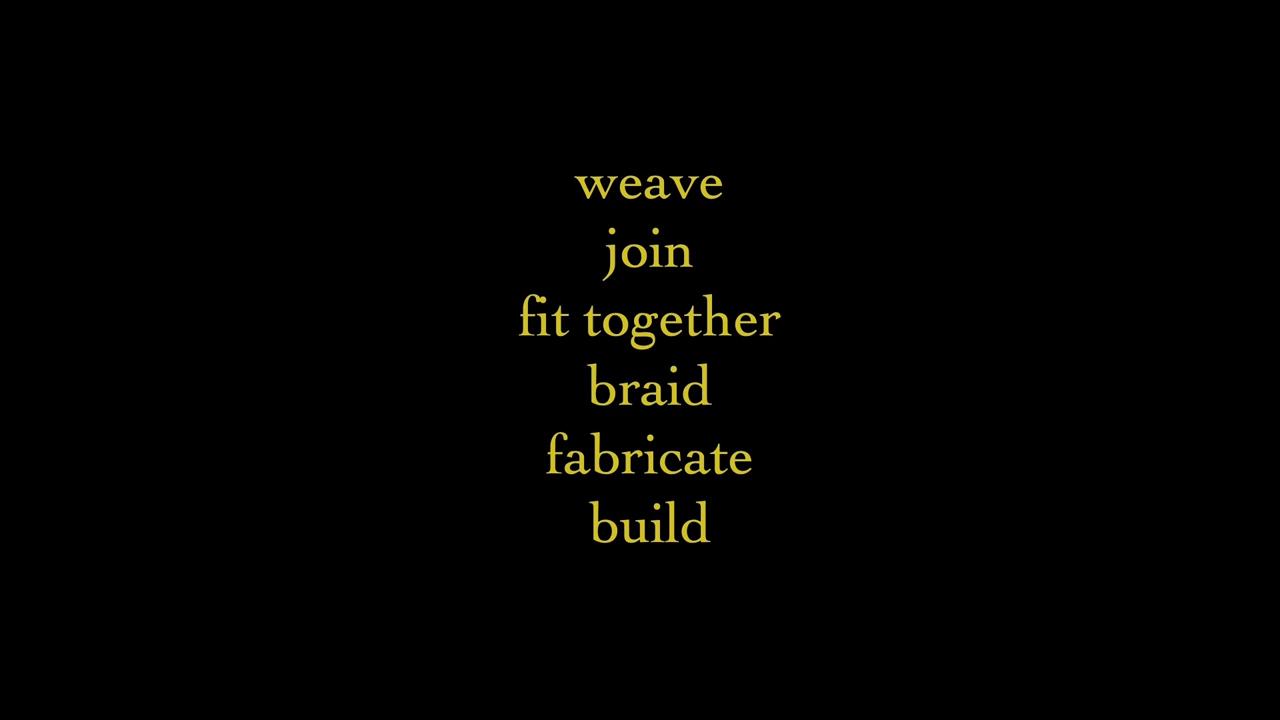 weave
join
fit together
braid
fabricate
build